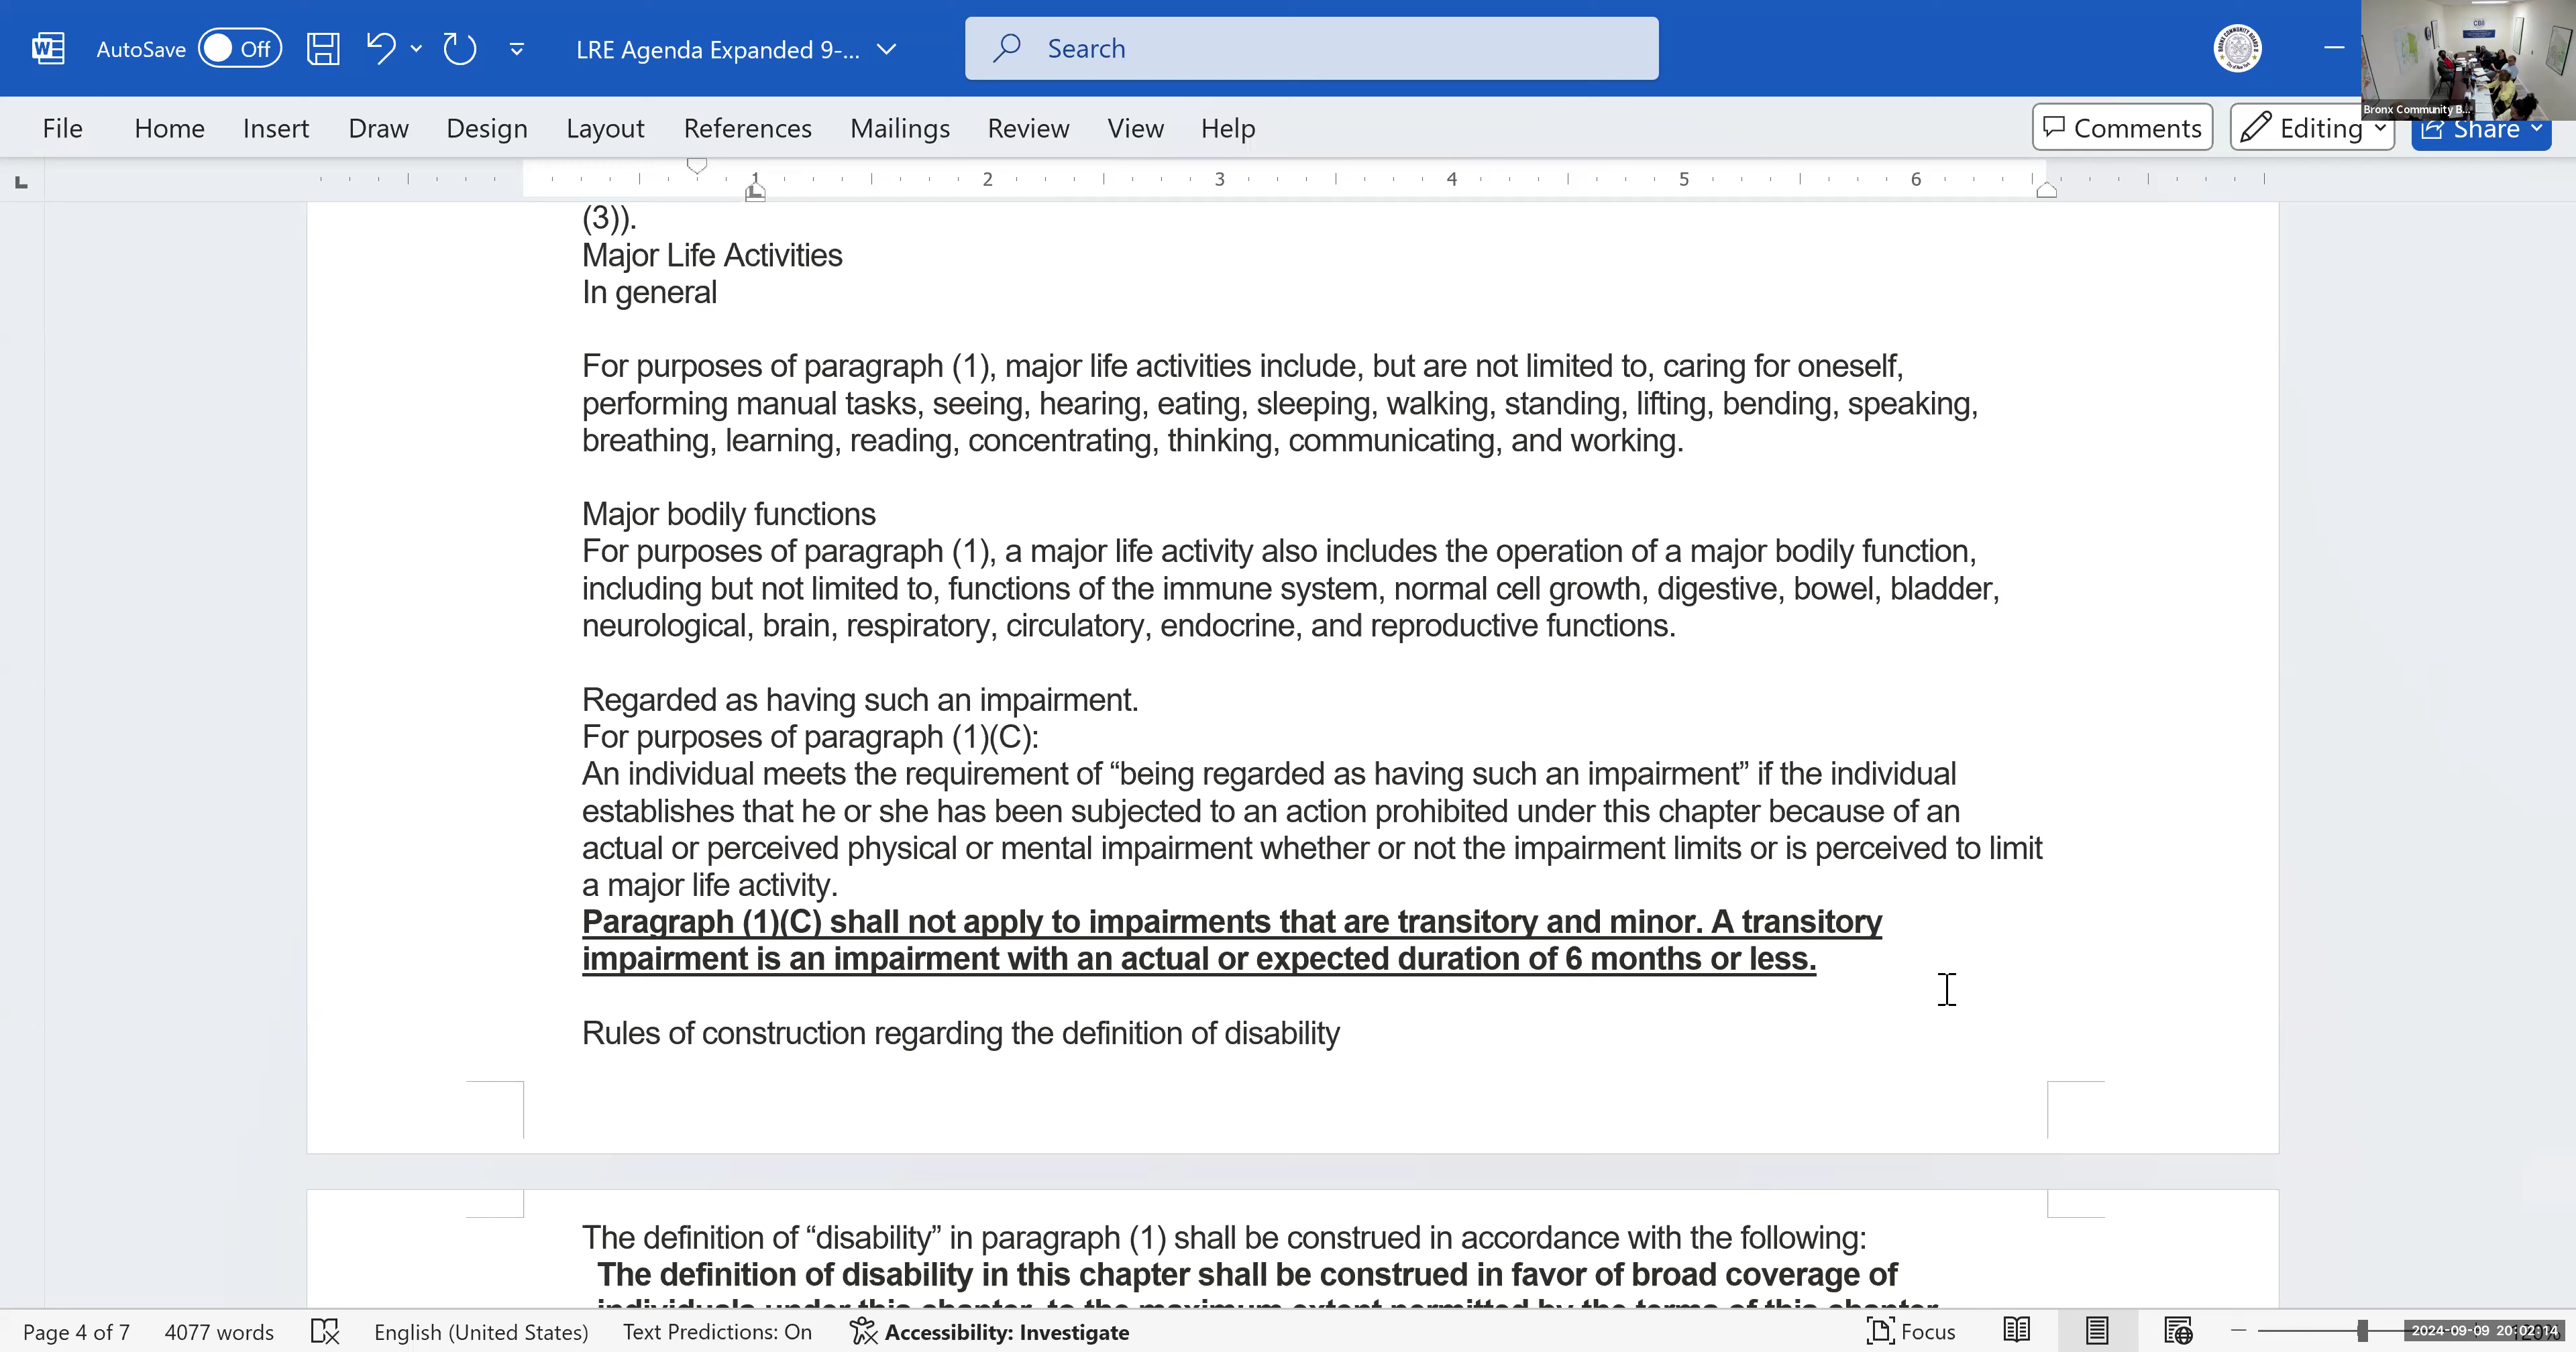 AutoSave Off LRE Agenda Expanded 9-... Search
Bronx Community B...
File Home Insert Draw Design Layout References Mailings Review View Help Comments Editing Share
1 2 3 4 5 6
(3)).
Major Life Activities
In general
For purposes of paragraph (1), major life activities include, but are not limited to, caring for oneself,
performing manual tasks, seeing, hearing, eating, sleeping, walking, standing, lifting, bending, speaking,
breathing, learning, reading, concentrating, thinking, communicating, and working.
Major bodily functions
For purposes of paragraph (1), a major life activity also includes the operation of a major bodily function,
including but not limited to, functions of the immune system, normal cell growth, digestive, bowel, bladder,
neurological, brain, respiratory, circulatory, endocrine, and reproductive functions.
Regarded as having such an impairment.
For purposes of paragraph (1)(C):
An individual meets the requirement of “being regarded as having such an impairment” if the individual
establishes that he or she has been subjected to an action prohibited under this chapter because of an
actual or perceived physical or mental impairment whether or not the impairment limits or is perceived to limit
a major life activity.
Paragraph (1)(C) shall not apply to impairments that are transitory and minor. A transitory
impairment is an impairment with an actual or expected duration of 6 months or less.
Rules of construction regarding the definition of disability
The definition of “disability” in paragraph (1) shall be construed in accordance with the following:
The definition of disability in this chapter shall be construed in favor of broad coverage of
individuals under this chapter, to the maximum extent permitted by the terms of this chapter
Page 4 of 7 4077 words English (United States) Text Predictions: On Accessibility: Investigate Focus 2024-09-09 20:02:14